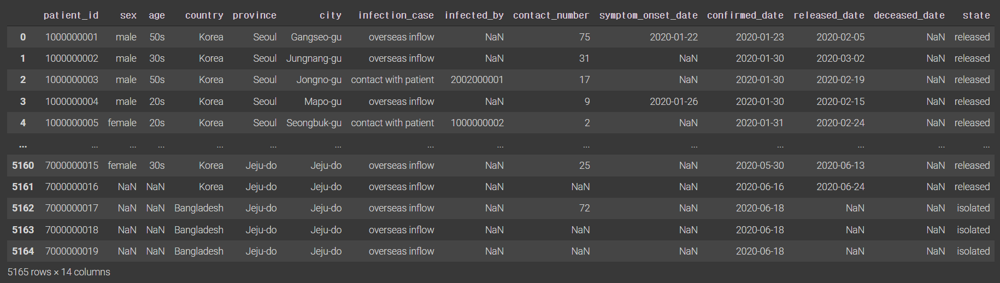 patient_id sex age country province city infection_case infected_by contact_number symptom_onset_date confirmed_date released_date deceased_date state
0 1000000001 male 50s Korea Seoul Gangseo-gu overseas inflow NaN 75 2020-01-22 2020-01-23 2020-02-05 NaN released
1 1000000002 male 30s Korea Seoul Jungnang-gu overseas inflow NaN 31 NaN 2020-01-30 2020-03-02 NaN released
2 1000000003 male 50s Korea Seoul Jongno-gu contact with patient 2002000001 17 NaN 2020-01-30 2020-02-19 NaN released
3 1000000004 male 20s Korea Seoul Mapo-gu overseas inflow NaN 9 2020-01-26 2020-01-30 2020-02-15 NaN released
4 1000000005 female 20s Korea Seoul Seongbuk-gu contact with patient 1000000002 2 NaN 2020-01-31 2020-02-24 NaN released
... ... ... ... ... ... ... ... ... ... ... ... ... ... ...
5160 7000000015 female 30s Korea Jeju-do Jeju-do overseas inflow NaN 25 NaN 2020-05-30 2020-06-13 NaN released
5161 7000000016 NaN NaN Korea Jeju-do Jeju-do overseas inflow NaN NaN NaN 2020-06-16 2020-06-24 NaN released
5162 7000000017 NaN NaN Bangladesh Jeju-do Jeju-do overseas inflow NaN 72 NaN 2020-06-18 NaN NaN isolated
5163 7000000018 NaN NaN Bangladesh Jeju-do Jeju-do overseas inflow NaN NaN NaN 2020-06-18 NaN NaN isolated
5164 7000000019 NaN NaN Bangladesh Jeju-do Jeju-do overseas inflow NaN NaN NaN 2020-06-18 NaN NaN isolated
5165 rows × 14 columns